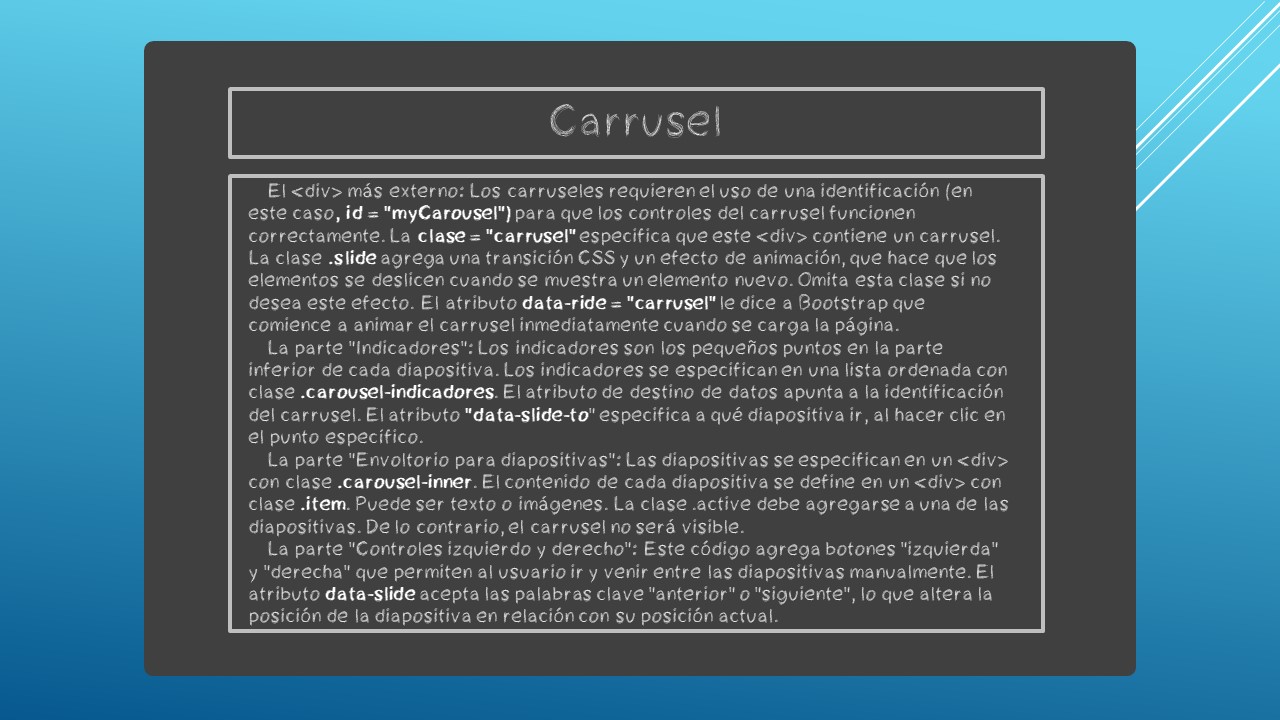 Carrusel
El <div> más externo: Los carruseles requieren el uso de una identificación (en
este caso, id = "myCarousel") para que los controles del carrusel funcionen
correctamente. La clase = "carrusel" especifica que este <div> contiene un carrusel.
La clase .slide agrega una transición CSS y un efecto de animación, que hace que los
elementos se deslicen cuando se muestra un elemento nuevo. Omita esta clase si no
desea este efecto. El atributo data-ride = "carrusel" le dice a Bootstrap que
comience a animar el carrusel inmediatamente cuando se carga la página.
La parte "Indicadores": Los indicadores son los pequeños puntos en la parte
inferior de cada diapositiva. Los indicadores se especifican en una lista ordenada con
clase .carousel-indicadores. El atributo de destino de datos apunta a la identificación
del carrusel. El atributo "data-slide-to" especifica a qué diapositiva ir, al hacer clic en
el punto específico.
La parte "Envoltorio para diapositivas": Las diapositivas se especifican en un <div>
con clase .carousel-inner. El contenido de cada diapositiva se define en un <div> con
clase .item. Puede ser texto o imágenes. La clase .active debe agregarse a una de las
diapositivas. De lo contrario, el carrusel no será visible.
La parte "Controles izquierdo y derecho": Este código agrega botones "izquierda"
y "derecha" que permiten al usuario ir y venir entre las diapositivas manualmente. El
atributo data-slide acepta las palabras clave "anterior" o "siguiente", lo que altera la
posición de la diapositiva en relación con su posición actual.